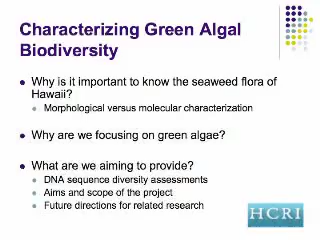 Characterizing Green Algal
Biodiversity
Why is it important to know the seaweed flora of
Hawaii?
Morphological versus molecular characterization
Why are we focusing on green algae?
What are we aiming to provide?
DNA sequence diversity assessments
Aims and scope of the project
Future directions for related research
HCRI